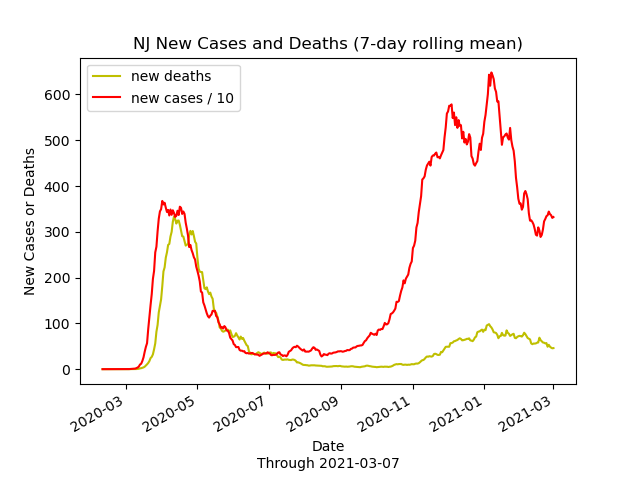 NJ New Cases and Deaths (7-day rolling mean)
new deaths
new cases / 10
New Cases or Deaths
600
500
400
300
200
100
0
2020-03
2020-05
2020-07
2020-09
2020-11
2021-01
2021-03
Date
Through 2021-03-07